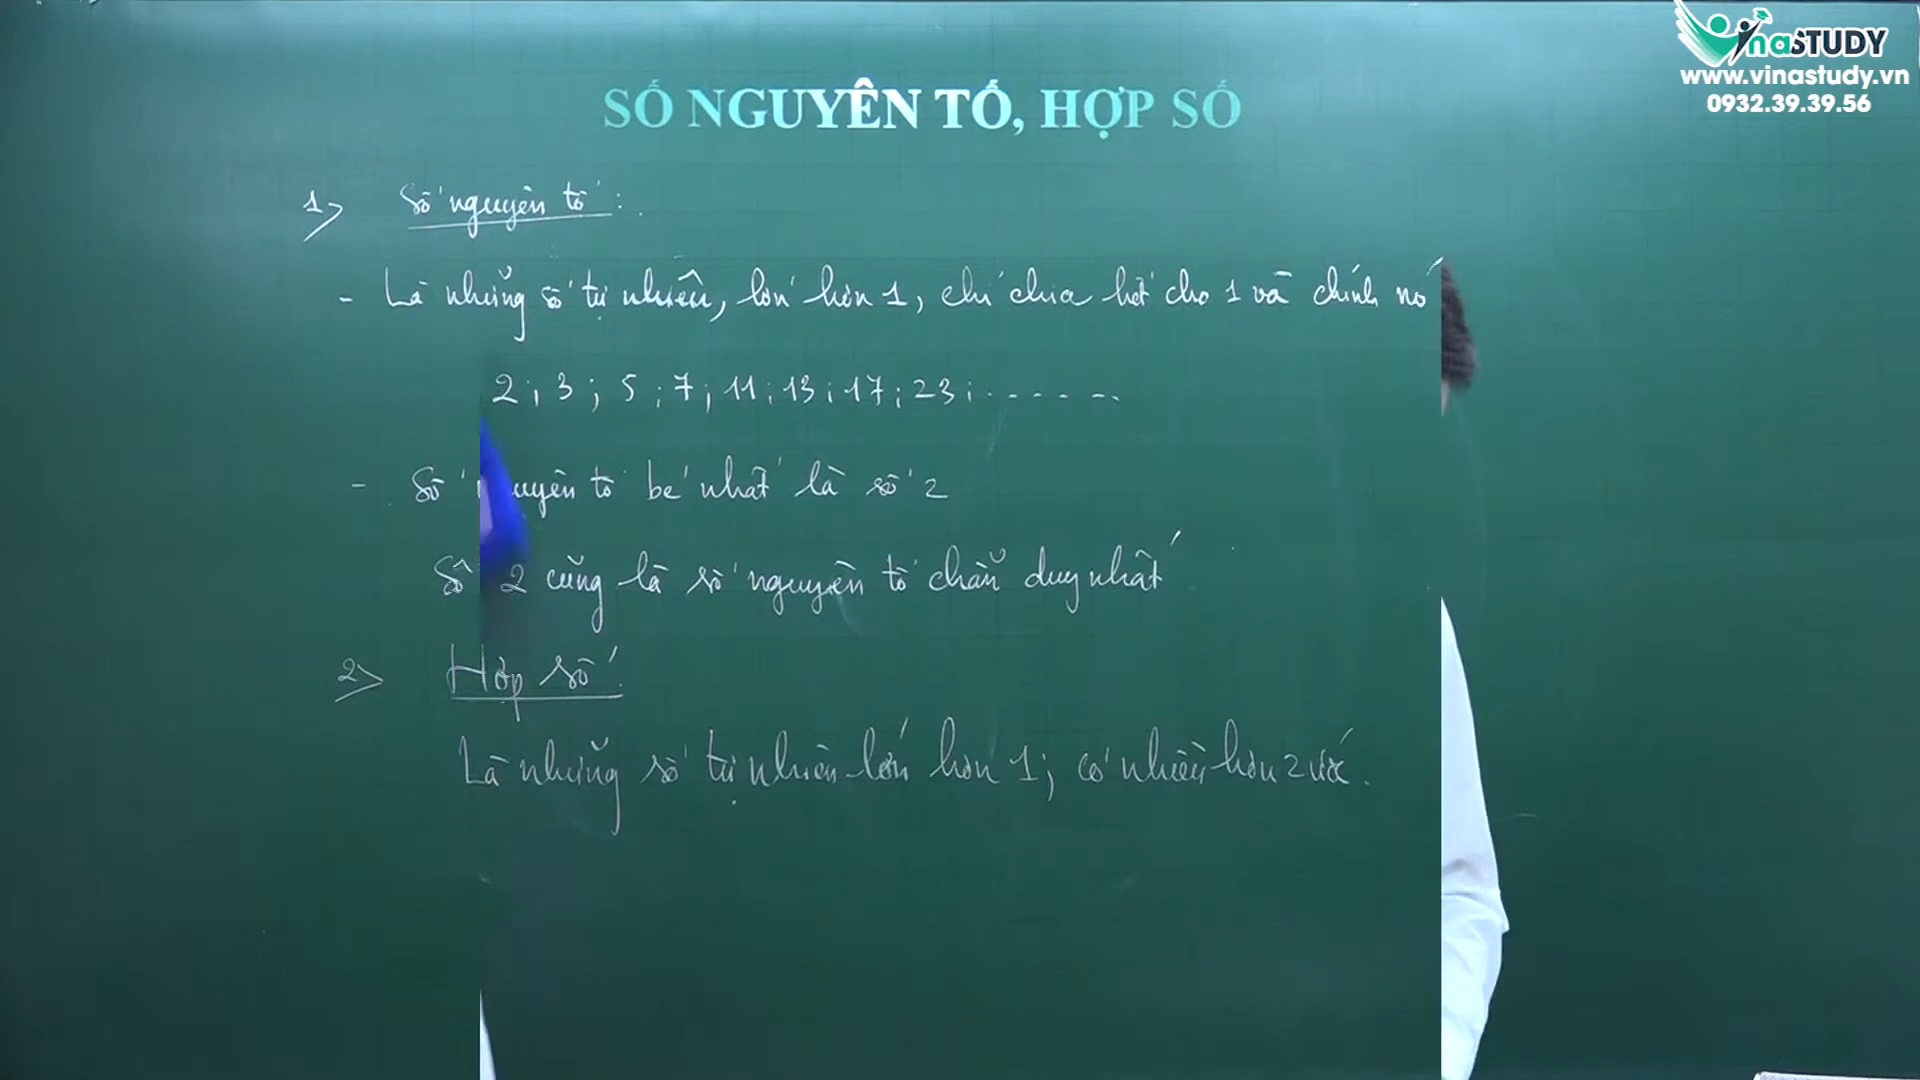 VinaSTUDY
www.vinastudy.vn
0932.39.39.56
SỐ NGUYÊN TỐ, HỢP SỐ
1> Số nguyên tố:
- Là những số tự nhiên, lớn hơn 1, chỉ chia hết cho 1 và chính nó
2; 3; 5; 7; 11; 13; 17; 23; . . . . . .
- Số nguyên tố bé nhất là số 2
Số 2 cũng là số nguyên tố chẵn duy nhất
2> Hợp số:
Là những số tự nhiên lớn hơn 1; có nhiều hơn 2 ước.